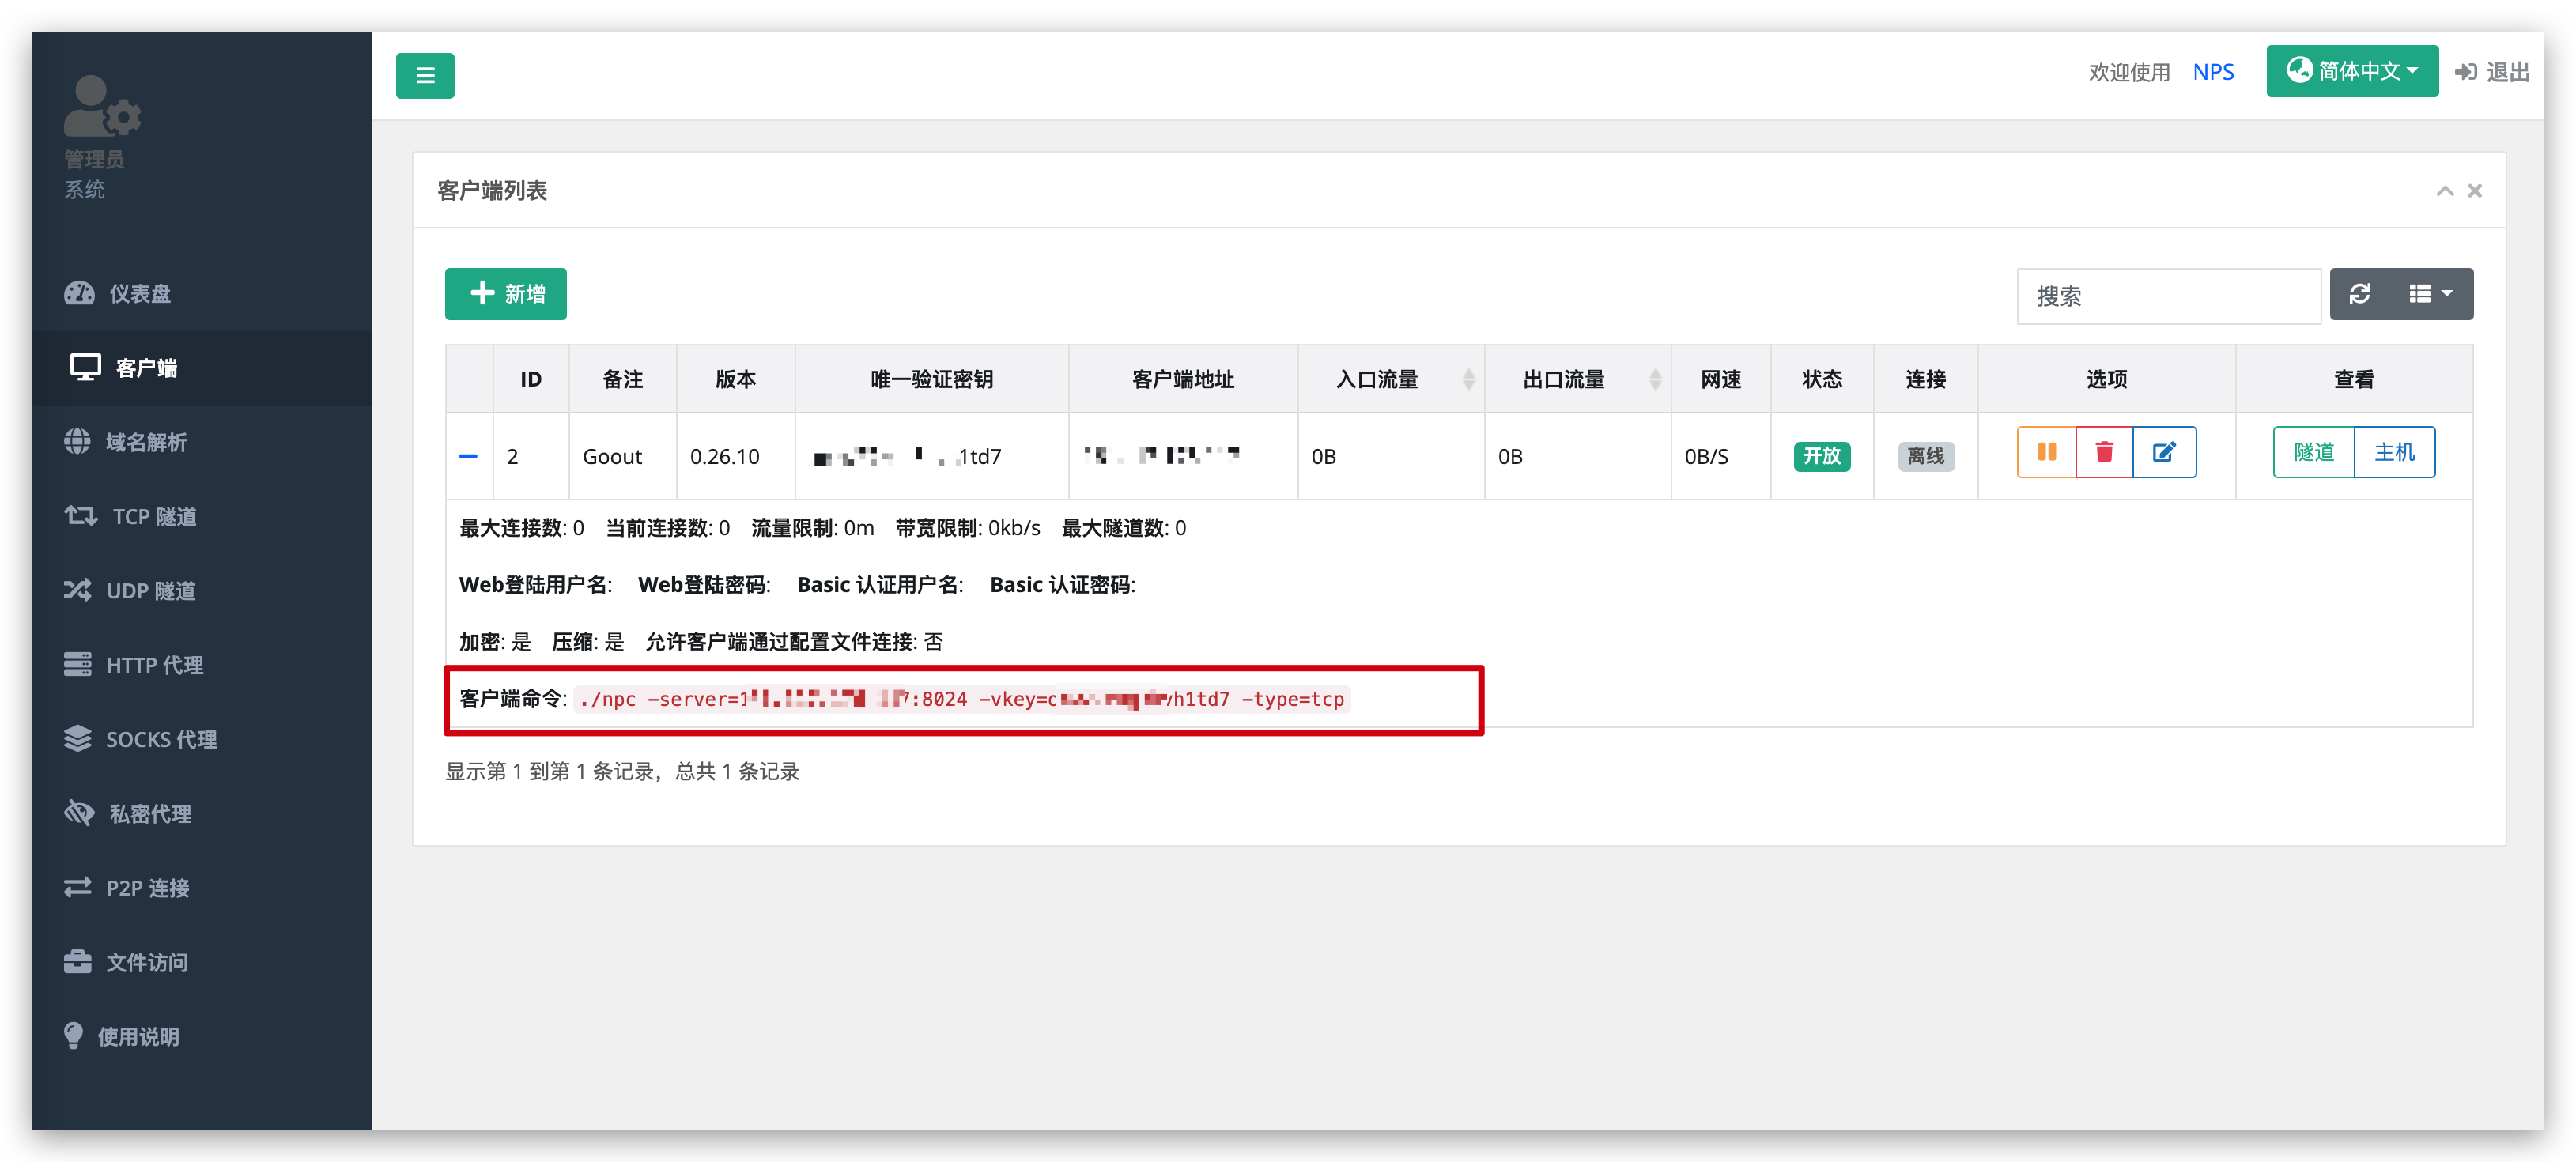 欢迎使用 NPS 简体中文 退出
管理员
系统
仪表盘
客户端
域名解析
TCP 隧道
UDP 隧道
HTTP 代理
SOCKS 代理
私密代理
P2P 连接
文件访问
使用说明
客户端列表
新增 搜索
ID 备注 版本 唯一验证密钥 客户端地址 入口流量 出口流量 网速 状态 连接 选项 查看
2 Goout 0.26.10 1td7 0B 0B 0B/S 开放 离线 隧道 主机
最大连接数: 0 当前连接数: 0 流量限制: 0m 带宽限制: 0kb/s 最大隧道数: 0
Web登陆用户名: Web登陆密码: Basic 认证用户名: Basic 认证密码:
加密: 是 压缩: 是 允许客户端通过配置文件连接: 否
客户端命令: ./npc -server=1 7:8024 -vkey= h1td7 -type=tcp
显示第 1 到第 1 条记录，总共 1 条记录